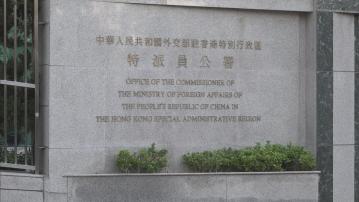 中華人民共和國外交部駐香港特別行政區
特派員公署
OFFICE OF THE COMMISSIONER OF
THE MINISTRY OF FOREIGN AFFAIRS OF
THE PEOPLE'S REPUBLIC OF CHINA IN
THE HONG KONG SPECIAL ADMINISTRATIVE REGION